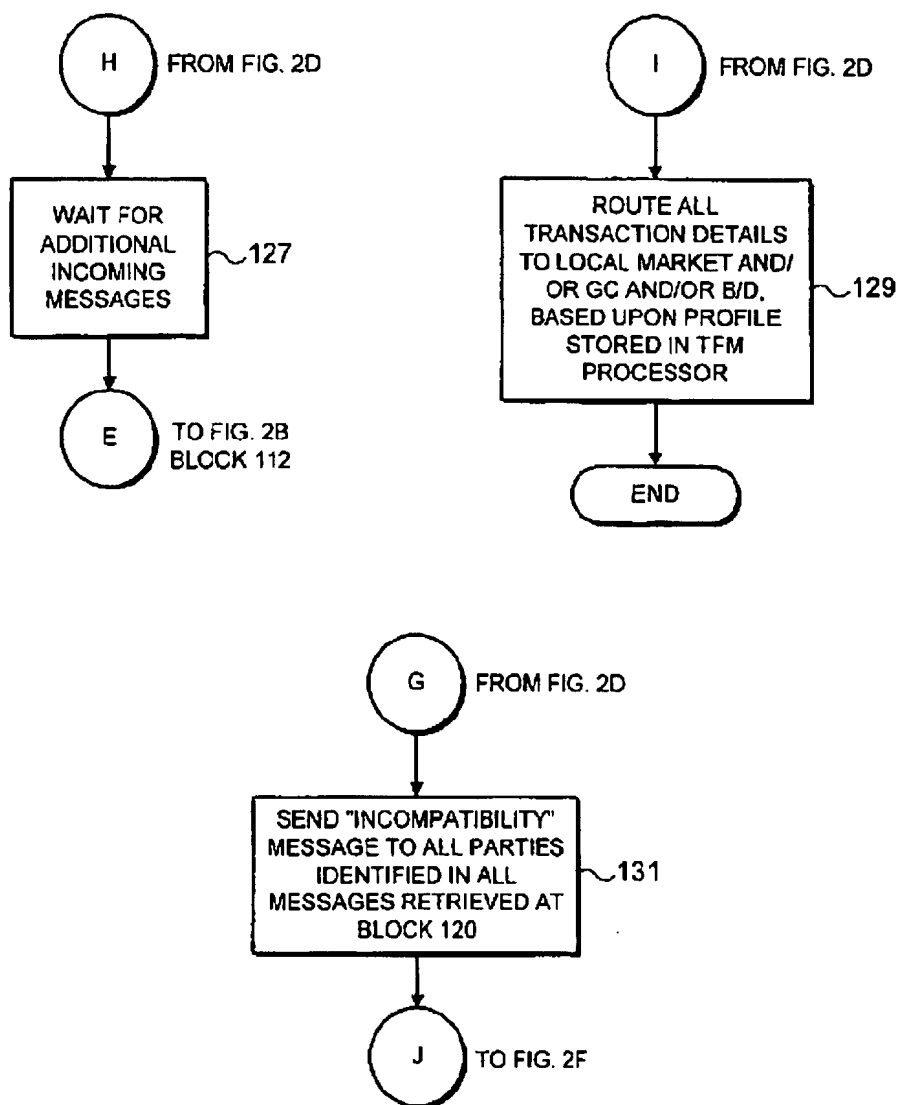 H
FROM FIG. 2D
WAIT FOR
ADDITIONAL
INCOMING
MESSAGES
127
E
TO FIG. 2B
BLOCK 112
I
FROM FIG. 2D
ROUTE ALL
TRANSACTION DETAILS
TO LOCAL MARKET AND/
OR GC AND/OR B/D,
BASED UPON PROFILE
STORED IN TFM
PROCESSOR
129
END
G
FROM FIG. 2D
SEND "INCOMPATIBILITY"
MESSAGE TO ALL PARTIES
IDENTIFIED IN ALL
MESSAGES RETRIEVED AT
BLOCK 120
131
J
TO FIG. 2F